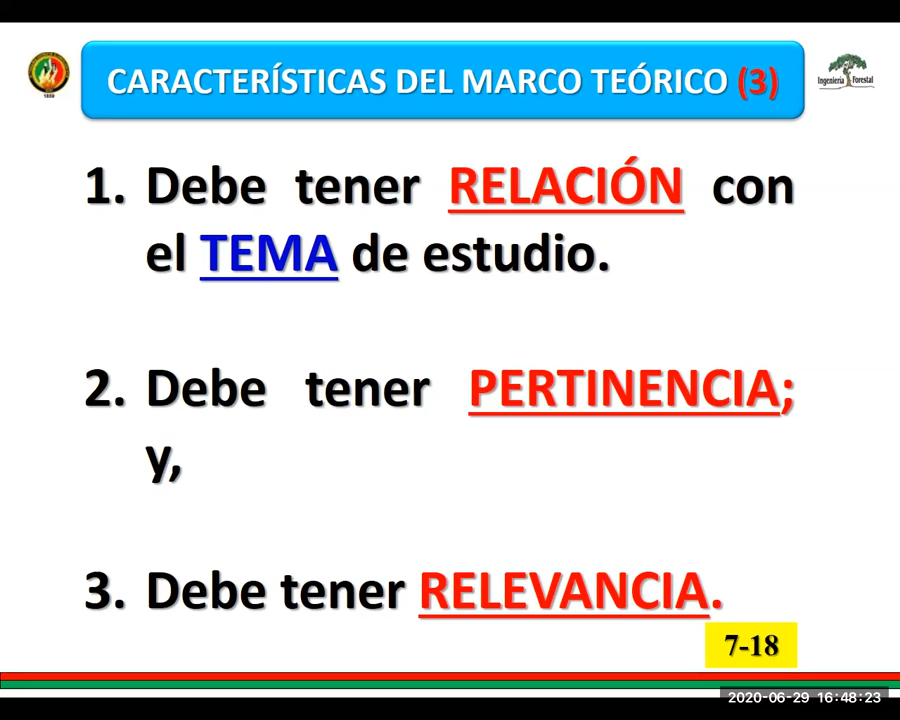 CARACTERÍSTICAS DEL MARCO TEÓRICO (3)
1859
Ingeniería Forestal
1. Debe tener RELACIÓN con
el TEMA de estudio.
2. Debe tener PERTINENCIA;
y,
3. Debe tener RELEVANCIA.
7-18
2020-06-29 16:48:23